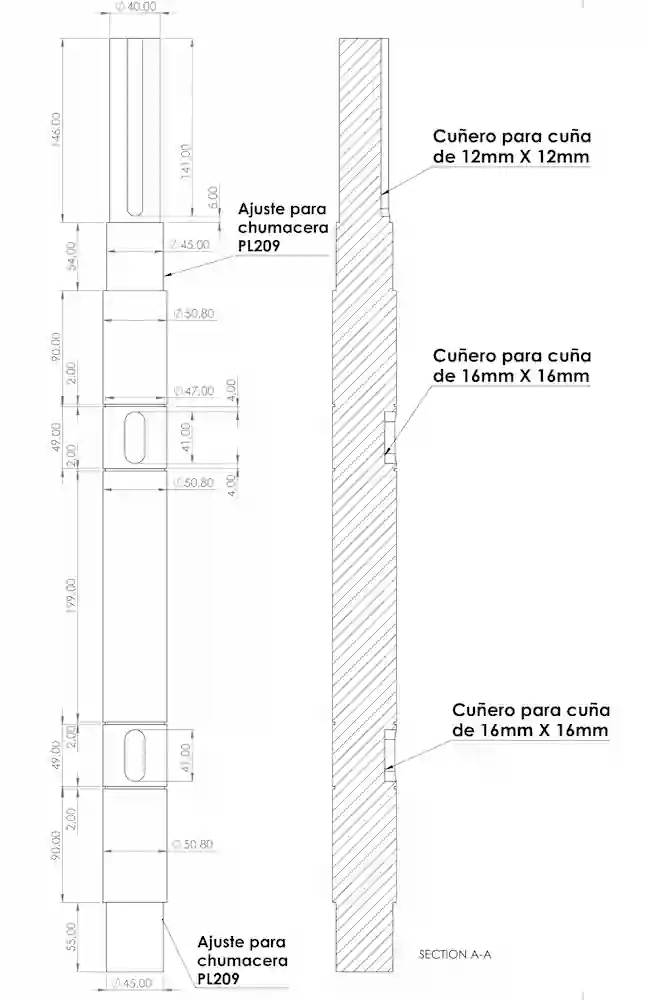 Ø 40.00
146.00
141.00
5.00
Cuñero para cuña
de 12mm X 12mm
Ajuste para
chumacera
PL209
Ø 45.00
54.00
Ø 50.80
90.00
2.00
Ø 47.00
4.00
Cuñero para cuña
de 16mm X 16mm
49.00
2.00
41.00
Ø 50.80
4.00
199.00
Cuñero para cuña
de 16mm X 16mm
49.00
2.00
41.00
2.00
90.00
Ø 50.80
Ajuste para
chumacera
PL209
55.00
Ø 45.00
SECTION A-A